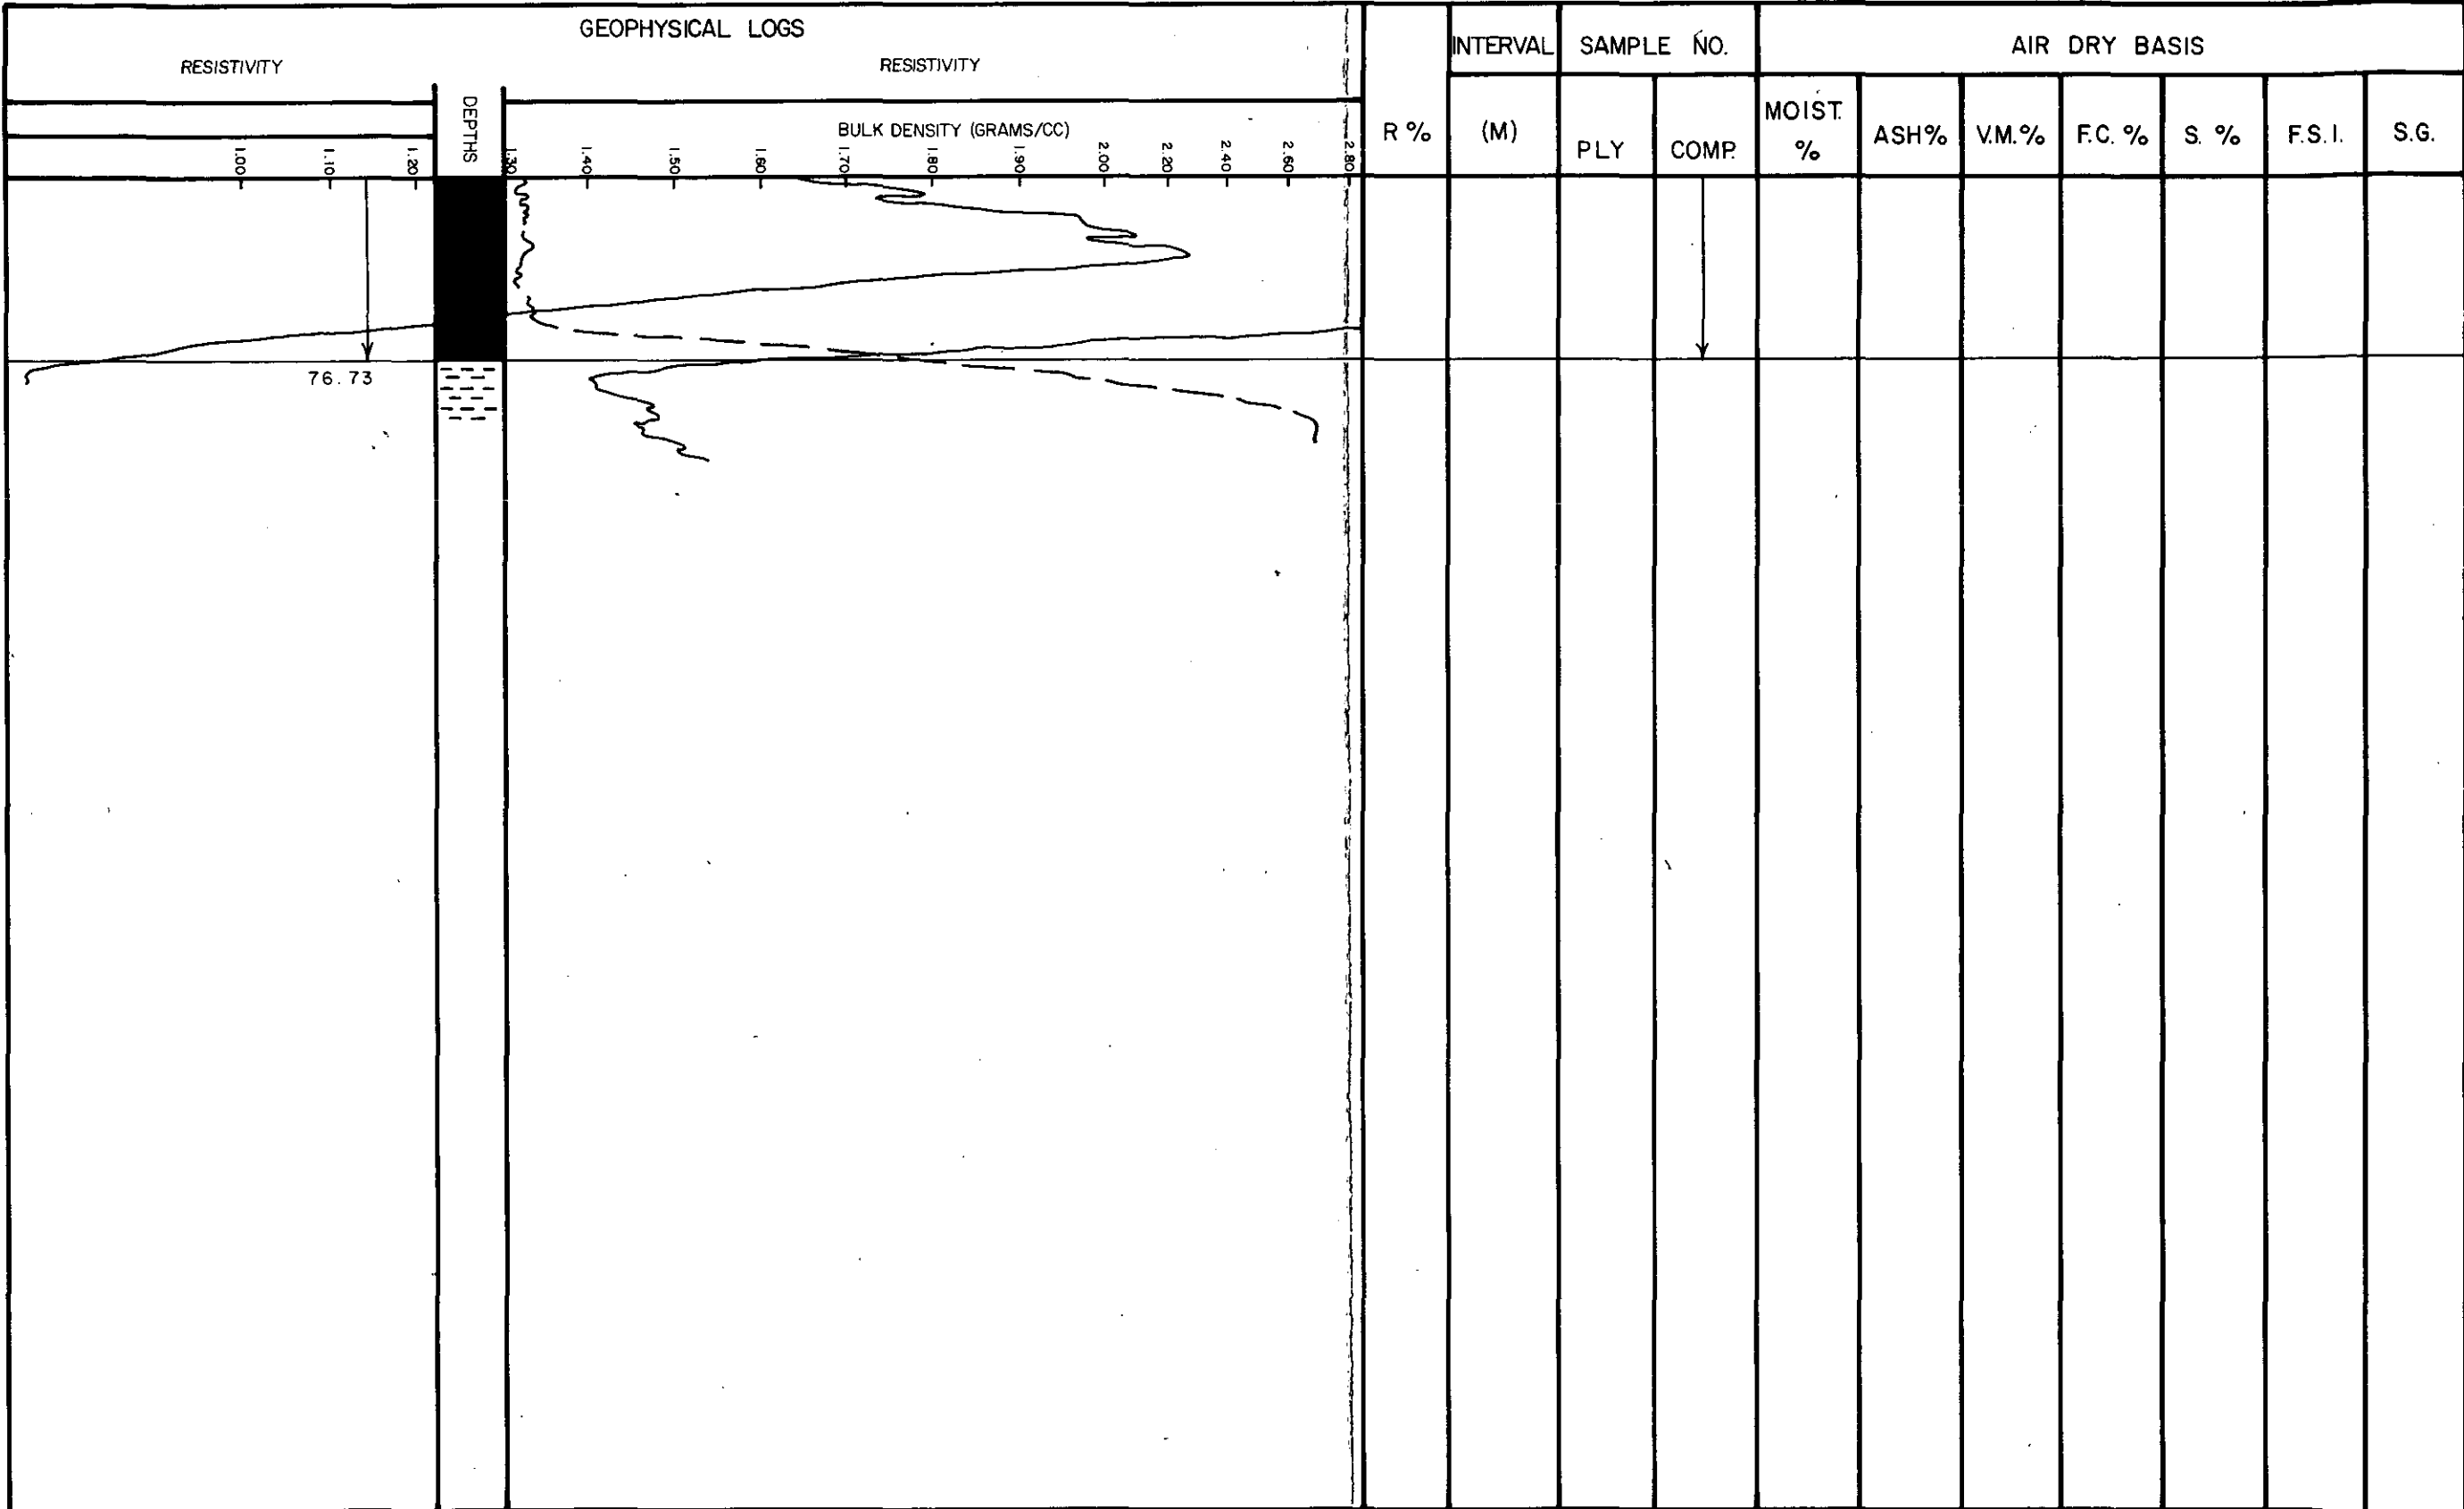 GEOPHYSICAL LOGS
RESISTIVITY
RESISTIVITY
DEPTHS
BULK DENSITY (GRAMS/CC)
1.00 1.10 1.20 1.30 1.40 1.50 1.60 1.70 1.80 1.90 2.00 2.20 2.40 2.60 2.80
R %
INTERVAL
(M)
SAMPLE NO.
PLY
COMP.
AIR DRY BASIS
MOIST.
%
ASH%
V.M.%
F.C. %
S. %
F.S.I.
S.G.
76.73